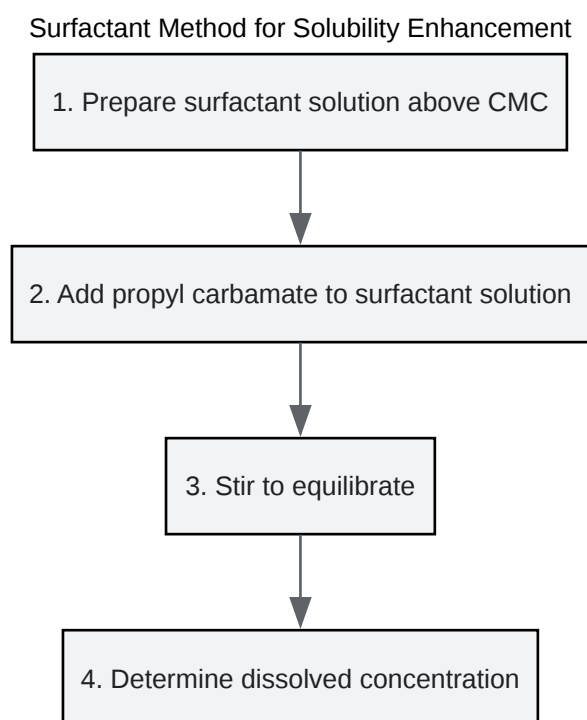 Surfactant Method for Solubility Enhancement
1. Prepare surfactant solution above CMC
2. Add propyl carbamate to surfactant solution
3. Stir to equilibrate
4. Determine dissolved concentration